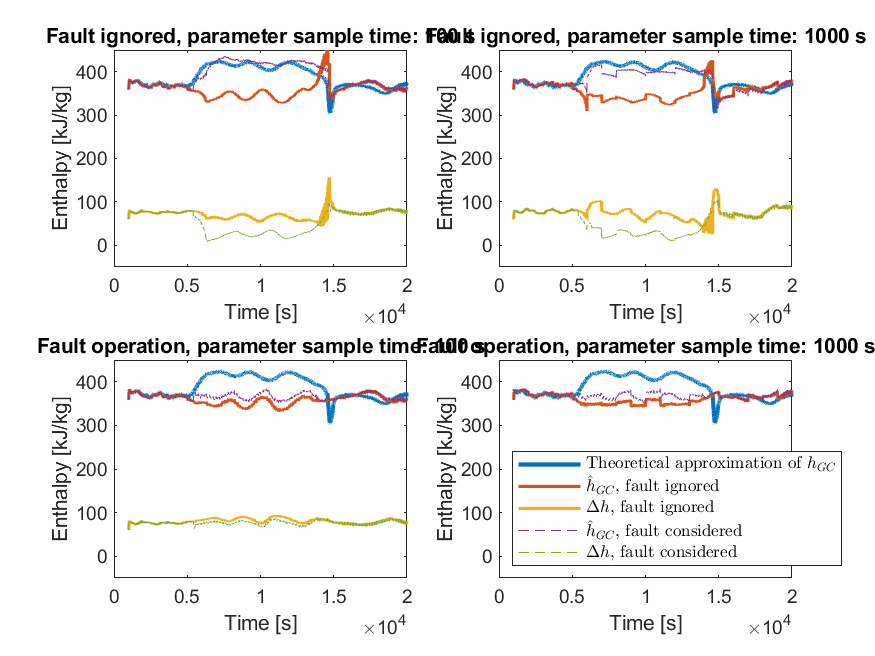 Fault ignored, parameter sample time: 100 s
Fault ignored, parameter sample time: 1000 s
400
300
200
100
0
Enthalpy [kJ/kg]
0 0.5 1 1.5 2
Time [s]
×10^4
400
300
200
100
0
Enthalpy [kJ/kg]
0 0.5 1 1.5 2
Time [s]
×10^4
Fault operation, parameter sample time: 100 s
Fault operation, parameter sample time: 1000 s
400
300
200
100
0
Enthalpy [kJ/kg]
0 0.5 1 1.5 2
Time [s]
×10^4
400
300
200
100
0
Enthalpy [kJ/kg]
Theoretical approximation of h_GC
ĥ_GC, fault ignored
Δh, fault ignored
ĥ_GC, fault considered
Δh, fault considered
0 0.5 1 1.5 2
Time [s]
×10^4